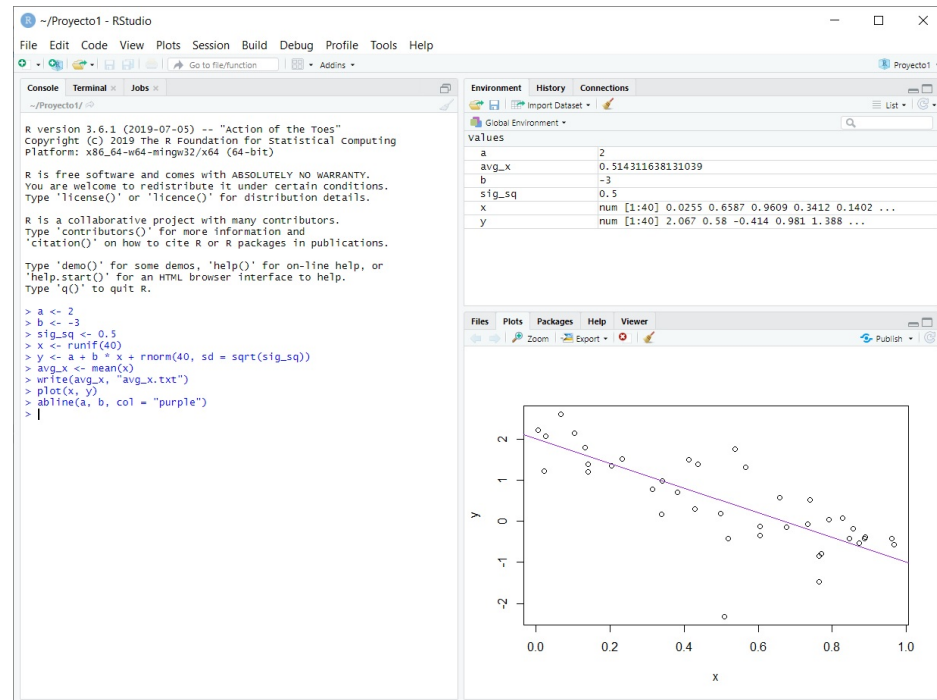 ~/Proyecto1 - RStudio
File Edit Code View Plots Session Build Debug Profile Tools Help
Go to file/function Addins Proyecto1
Console Terminal Jobs
~/Proyecto1/
R version 3.6.1 (2019-07-05) -- "Action of the Toes"
Copyright (C) 2019 The R Foundation for Statistical Computing
Platform: x86_64-w64-mingw32/x64 (64-bit)
R is free software and comes with ABSOLUTELY NO WARRANTY.
You are welcome to redistribute it under certain conditions.
Type 'license()' or 'licence()' for distribution details.
R is a collaborative project with many contributors.
Type 'contributors()' for more information and
'citation()' on how to cite R or R packages in publications.
Type 'demo()' for some demos, 'help()' for on-line help, or
'help.start()' for an HTML browser interface to help.
Type 'q()' to quit R.
> a <- 2
> b <- -3
> sig_sq <- 0.5
> x <- runif(40)
> y <- a + b * x + rnorm(40, sd = sqrt(sig_sq))
> avg_x <- mean(x)
> write(avg_x, "avg_x.txt")
> plot(x, y)
> abline(a, b, col = "purple")
>
Environment History Connections
Import Dataset List
Global Environment
values
a 2
avg_x 0.514311638131039
b -3
sig_sq 0.5
x num [1:40] 0.0255 0.6587 0.9609 0.3412 0.1402 ...
y num [1:40] 2.067 0.58 -0.414 0.981 1.388 ...
Files Plots Packages Help Viewer
Zoom Export Publish
2
1
0
-1
-2
y
0.0 0.2 0.4 0.6 0.8 1.0
x